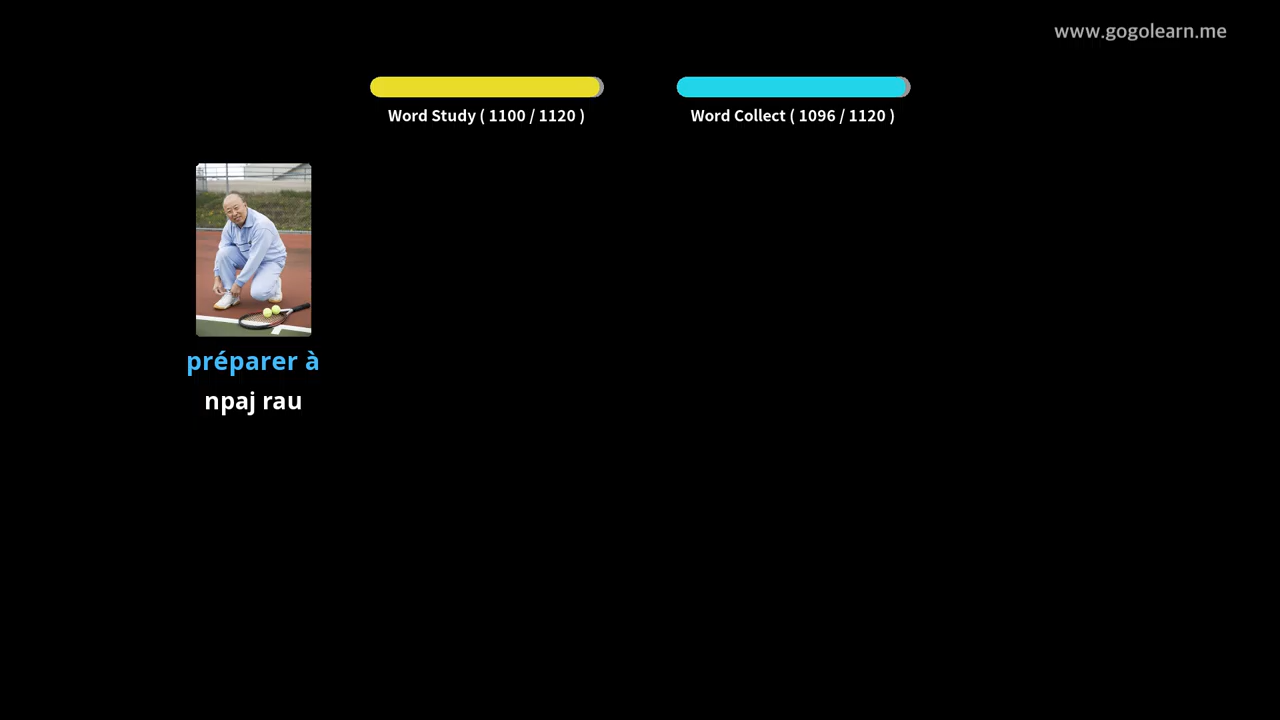 www.gogolearn.me
Word Study ( 1100 / 1120 )
Word Collect ( 1096 / 1120 )
préparer à
npaj rau